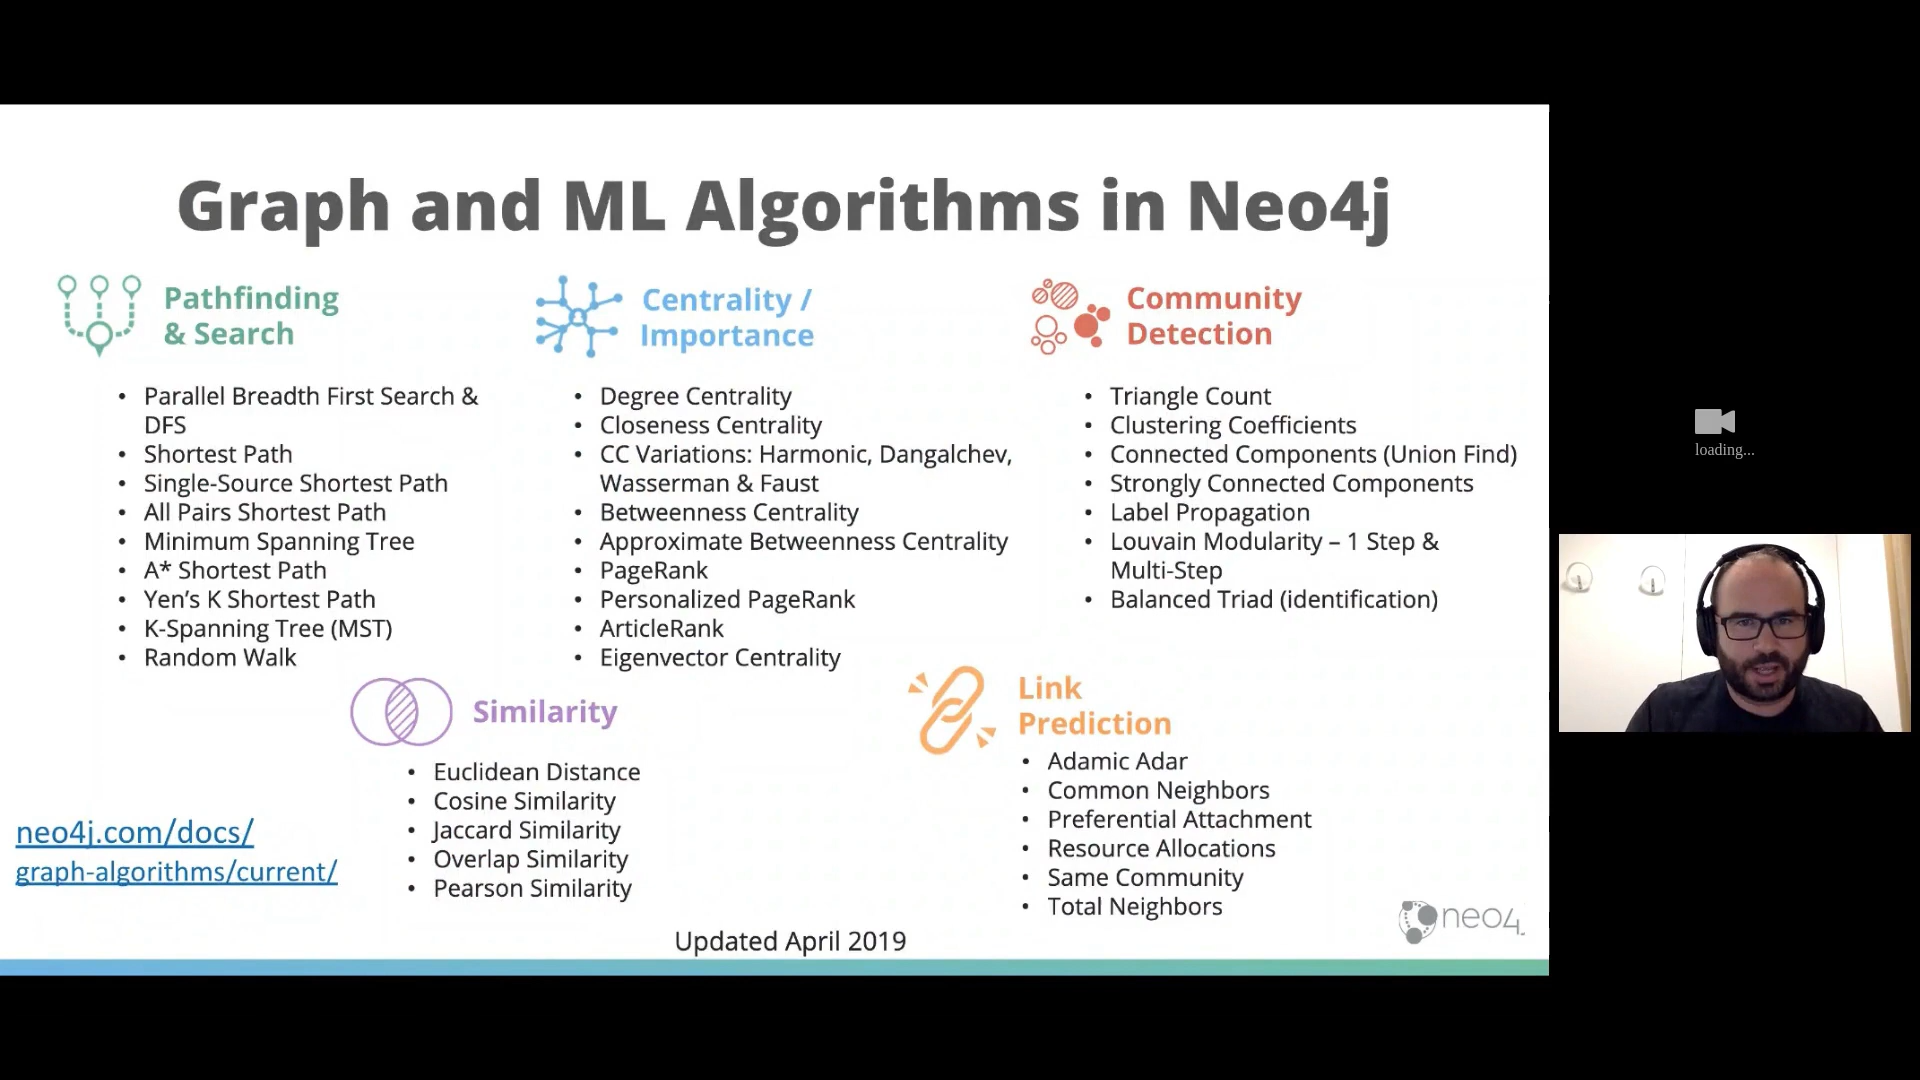 Graph and ML Algorithms in Neo4j
Pathfinding
& Search
• Parallel Breadth First Search &
DFS
• Shortest Path
• Single-Source Shortest Path
• All Pairs Shortest Path
• Minimum Spanning Tree
• A* Shortest Path
• Yen’s K Shortest Path
• K-Spanning Tree (MST)
• Random Walk
Centrality /
Importance
• Degree Centrality
• Closeness Centrality
• CC Variations: Harmonic, Dangalchev,
Wasserman & Faust
• Betweenness Centrality
• Approximate Betweenness Centrality
• PageRank
• Personalized PageRank
• ArticleRank
• Eigenvector Centrality
Community
Detection
• Triangle Count
• Clustering Coefficients
• Connected Components (Union Find)
• Strongly Connected Components
• Label Propagation
• Louvain Modularity – 1 Step &
Multi-Step
• Balanced Triad (identification)
Similarity
• Euclidean Distance
• Cosine Similarity
• Jaccard Similarity
• Overlap Similarity
• Pearson Similarity
Link
Prediction
• Adamic Adar
• Common Neighbors
• Preferential Attachment
• Resource Allocations
• Same Community
• Total Neighbors
neo4j.com/docs/
graph-algorithms/current/
Updated April 2019
neo4j
loading...